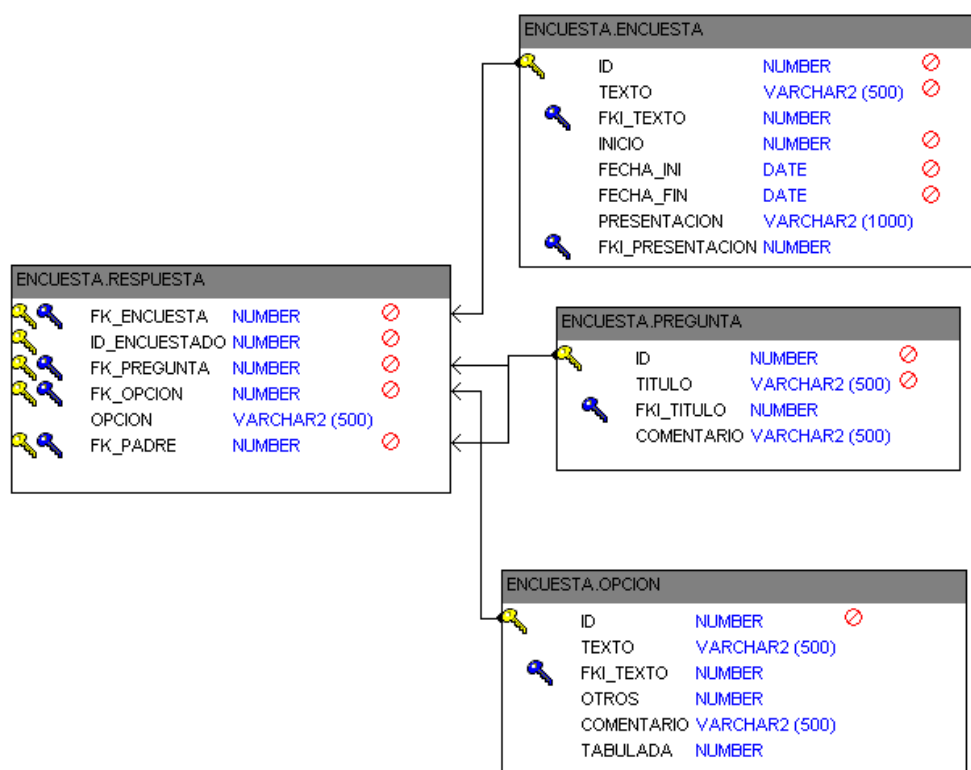 ENCUESTA.ENCUESTA
ID NUMBER
TEXTO VARCHAR2 (500)
FKI_TEXTO NUMBER
INICIO NUMBER
FECHA_INI DATE
FECHA_FIN DATE
PRESENTACION VARCHAR2 (1000)
FKI_PRESENTACION NUMBER
ENCUESTA.RESPUESTA
FK_ENCUESTA NUMBER
ID_ENCUESTADO NUMBER
FK_PREGUNTA NUMBER
FK_OPCION NUMBER
OPCION VARCHAR2 (500)
FK_PADRE NUMBER
ENCUESTA.PREGUNTA
ID NUMBER
TITULO VARCHAR2 (500)
FKI_TITULO NUMBER
COMENTARIO VARCHAR2 (500)
ENCUESTA.OPCION
ID NUMBER
TEXTO VARCHAR2 (500)
FKI_TEXTO NUMBER
OTROS NUMBER
COMENTARIO VARCHAR2 (500)
TABULADA NUMBER